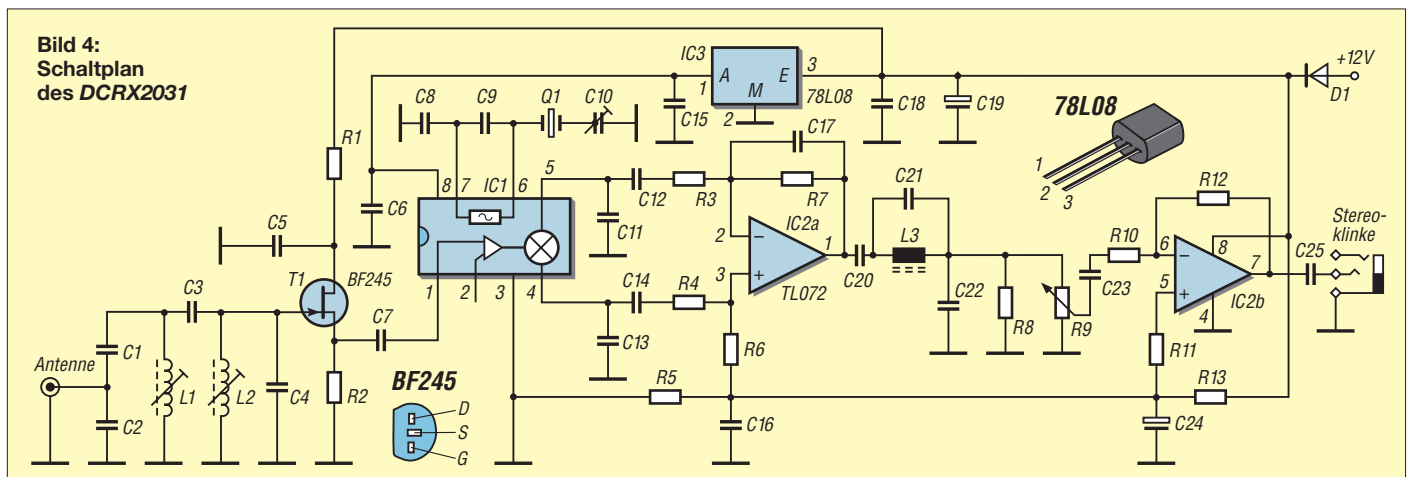 Bild 4:
Schaltplan
des DCRX2031
IC3
A
E
M
1
3
2
78L08
C8
C9
Q1
C10
C15
C18
C19
+12V
D1
78L08
1
2
3
R1
C17
8
7
IC1
6
5
C12
R3
R7
C21
R12
Stereo-
klinke
C6
C11
IC2a
2
−
3
+
1
TL072
C20
L3
R10
6
−
8
7
C25
5
+
4
IC2b
C5
T1
BF245
C3
C7
1
2
3
4
C14
R4
C13
C22
R8
R9
C23
Antenne
C1
C2
L1
L2
C4
R2
BF245
D
S
G
R6
R5
C16
R11
R13
C24